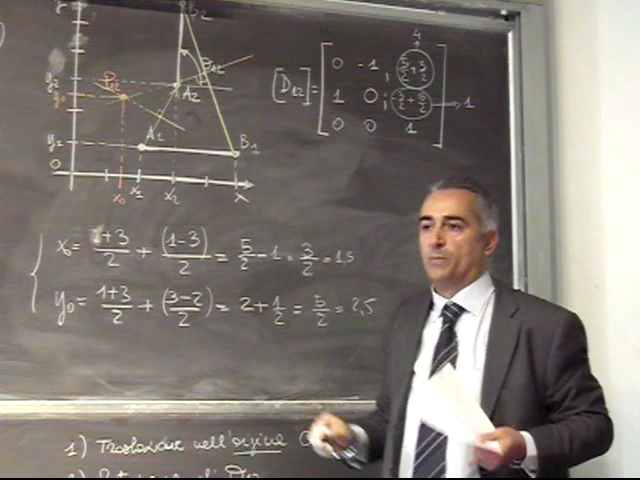 B2
A2
A1
B1
y2
y0
y1
O
x0 x1 x2 x
[D12] =
0 -1 5/2 + 3/2 4
1 0 -3/2 + 5/2 → 1
0 0 1
x0 = 2+3/2 + (1-3)/2 = 5/2 - 1 = 3/2 = 1,5
y0 = 1+3/2 + (3-2)/2 = 2 + 1/2 = 5/2 = 2,5
1) Traslazione nell'origine